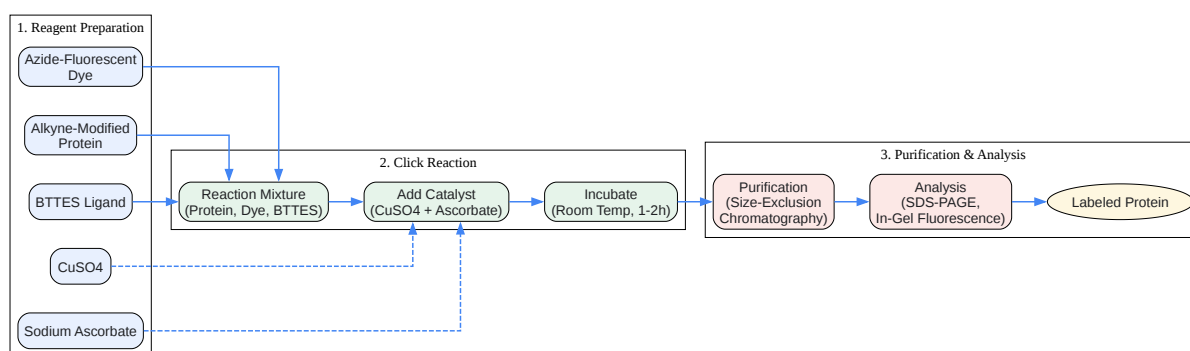 1. Reagent Preparation
Azide-Fluorescent
Dye
Alkyne-Modified
Protein
BTTES Ligand
CuSO4
Sodium Ascorbate
2. Click Reaction
Reaction Mixture
(Protein, Dye, BTTES)
Add Catalyst
(CuSO4 + Ascorbate)
Incubate
(Room Temp, 1-2h)
3. Purification & Analysis
Purification
(Size-Exclusion
Chromatography)
Analysis
(SDS-PAGE,
In-Gel Fluorescence)
Labeled Protein